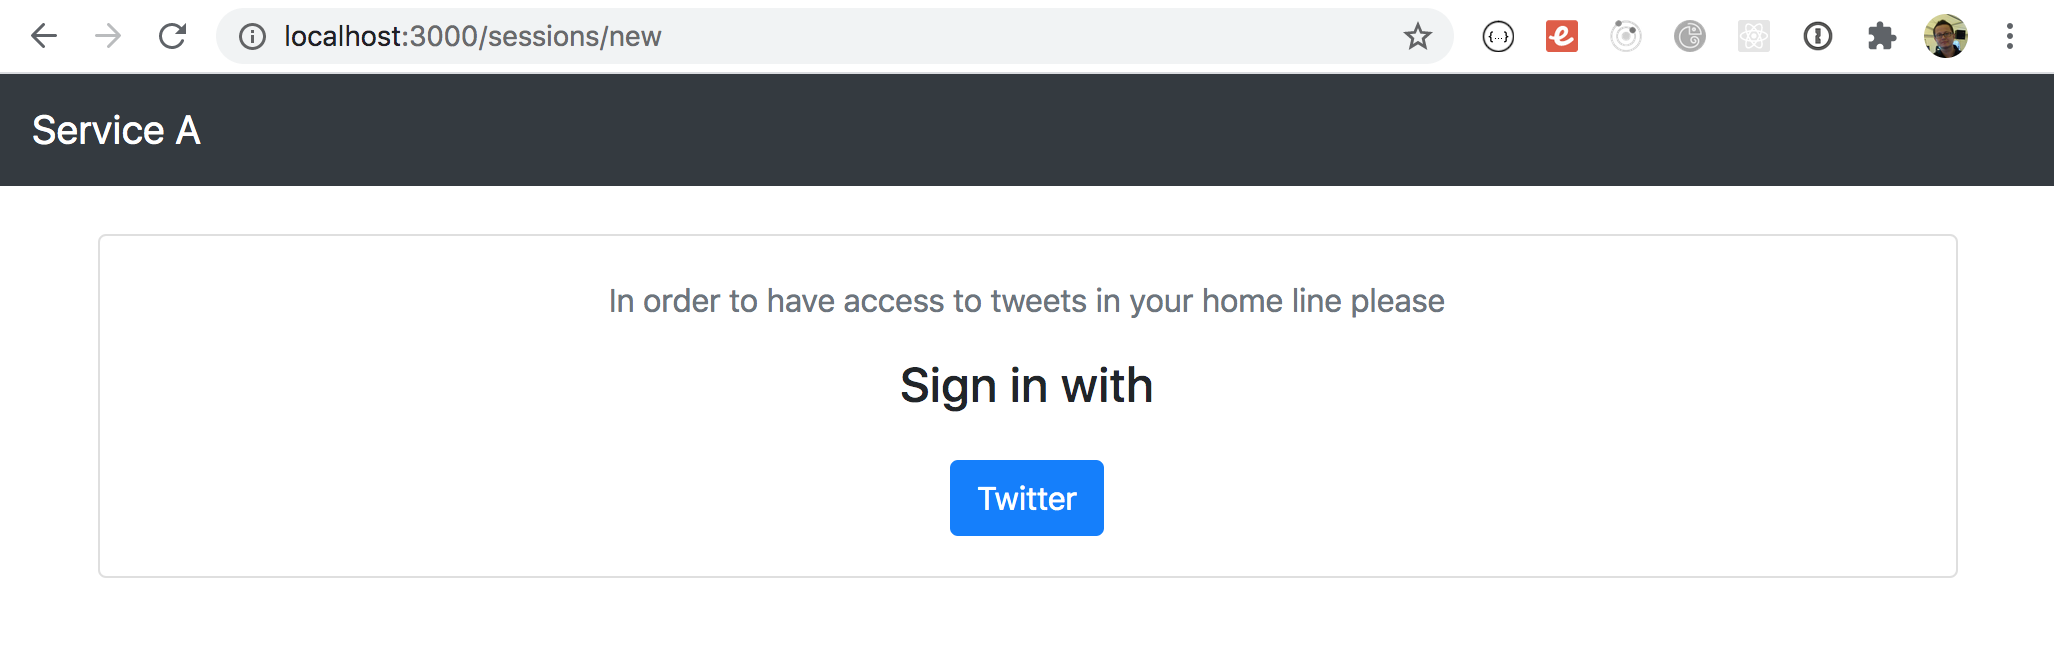 localhost:3000/sessions/new
{...}
e
Service A
In order to have access to tweets in your home line please
Sign in with
Twitter